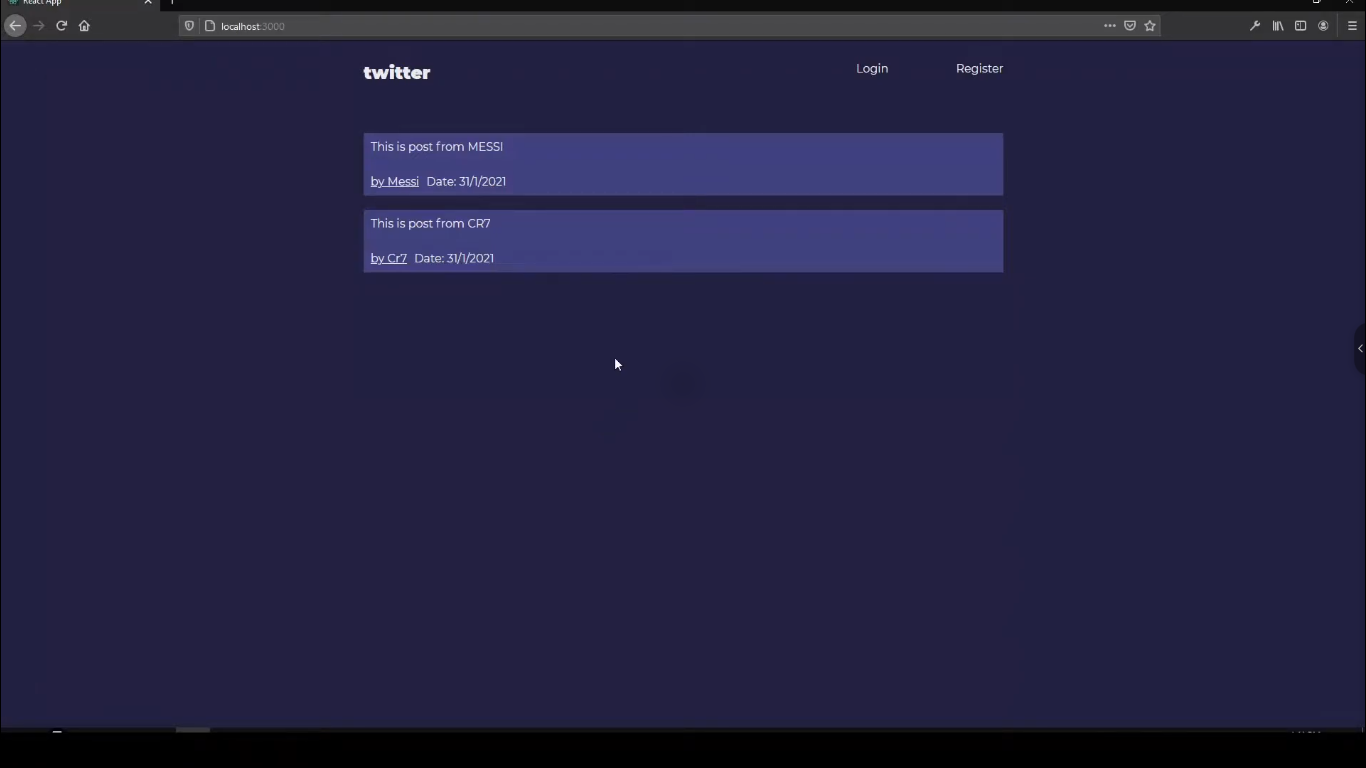 React App
localhost:3000
twitter
Login
Register
This is post from MESSI
by Messi Date: 31/1/2021
This is post from CR7
by Cr7 Date: 31/1/2021